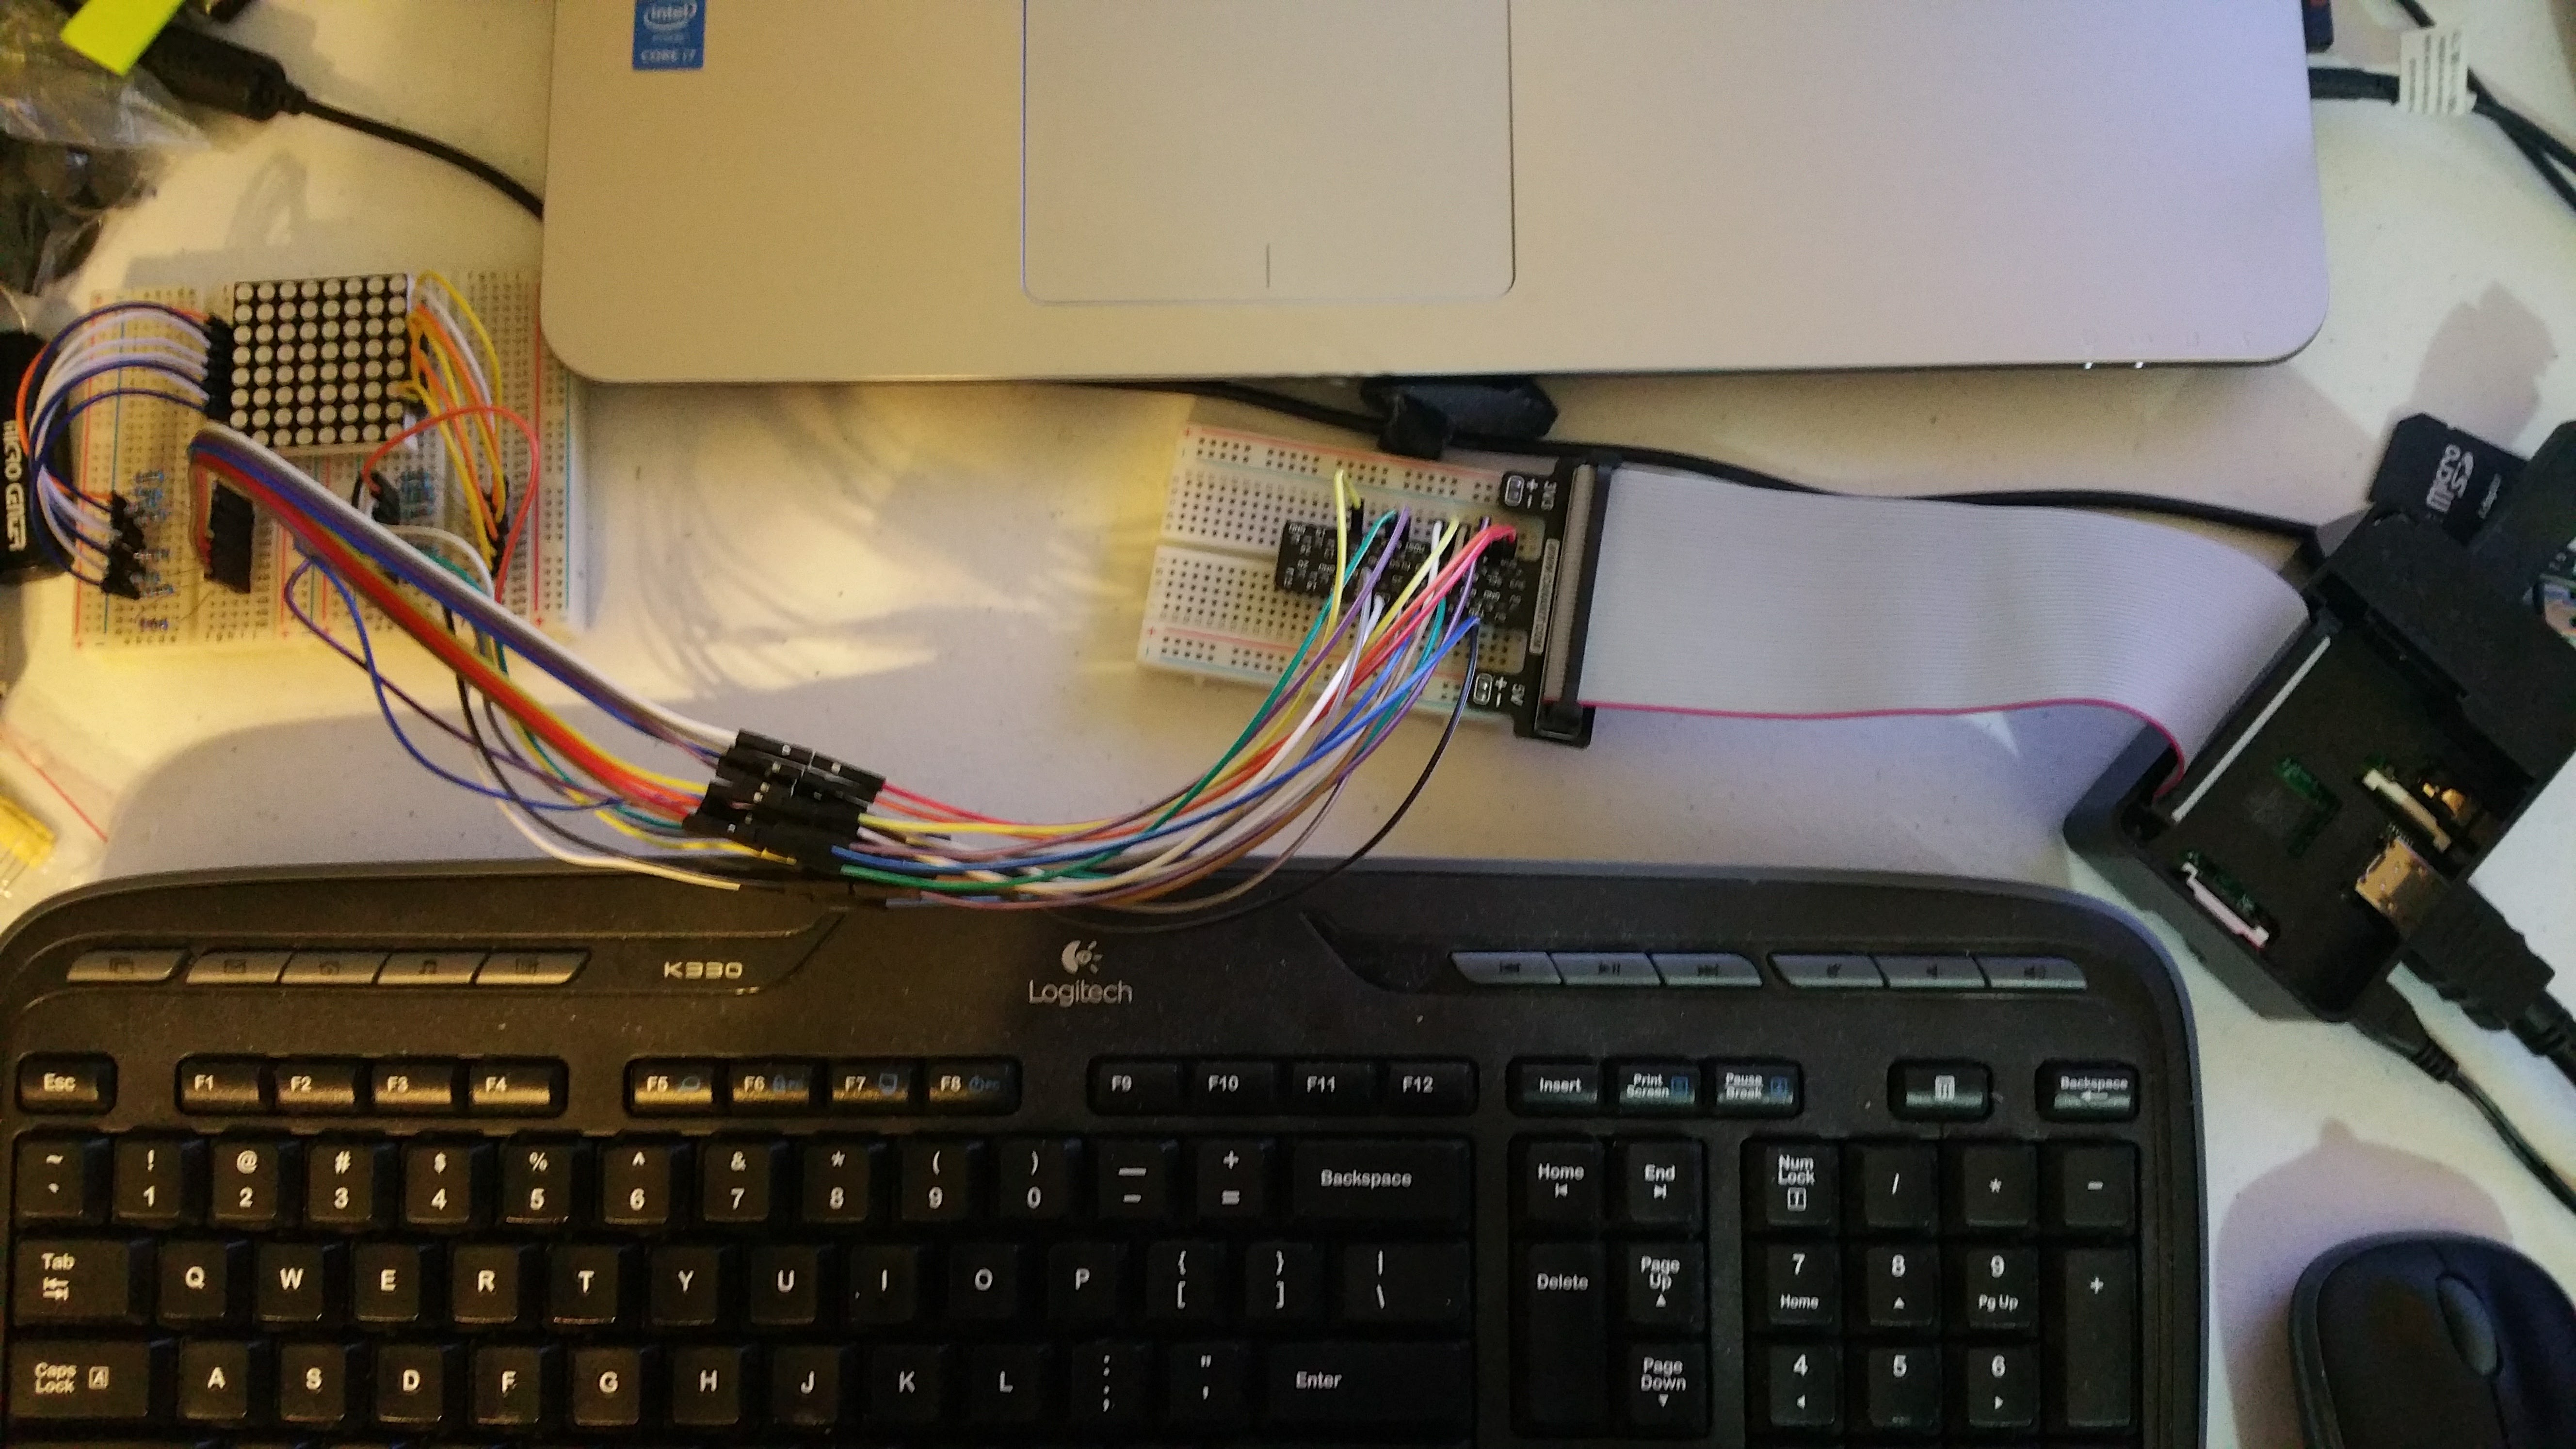 intel
CORE i7
micro
SD
3V3
5V
K330
Logitech
Esc
F1
F2
F3
F4
F5
F6
F7
F8
F9
F10
F11
F12
Insert
Print
Screen
Pause
Break
Backspace
~
`
!
1
@
2
#
3
$
4
%
5
^
6
&
7
*
8
(
9
)
0
—
-
+
=
Backspace
Home
End
Num
Lock
/
*
-
Tab
Q
W
E
R
T
Y
U
I
O
P
{
[
}
]
|
\
Delete
Page
Up
7
Home
8
9
Pg Up
+
Caps
Lock
A
A
S
D
F
G
H
J
K
L
:
;
"
'
Enter
Page
Down
4
5
6